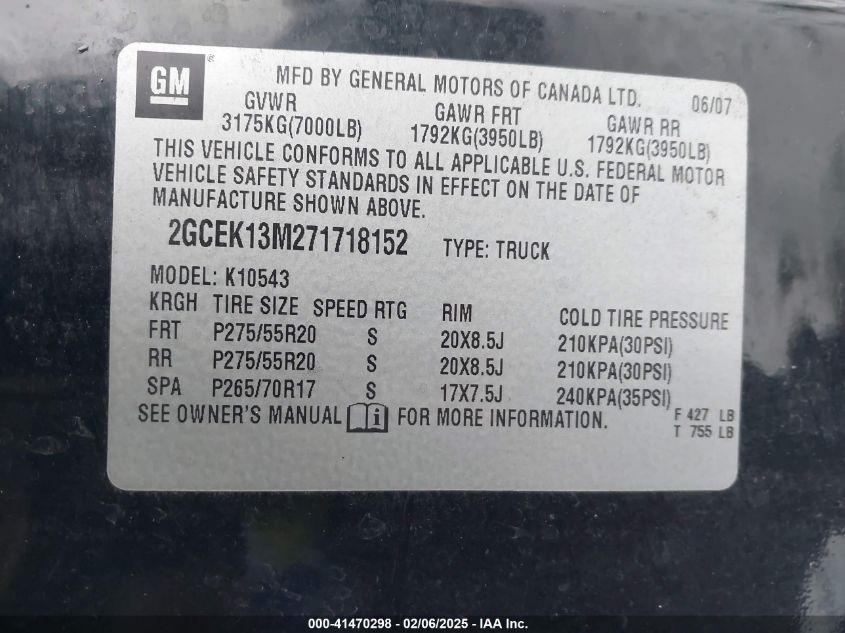 GM
MFD BY GENERAL MOTORS OF CANADA LTD. 06/07
GVWR GAWR FRT GAWR RR
3175KG(7000LB) 1792KG(3950LB) 1792KG(3950LB)
THIS VEHICLE CONFORMS TO ALL APPLICABLE U.S. FEDERAL MOTOR
VEHICLE SAFETY STANDARDS IN EFFECT ON THE DATE OF
MANUFACTURE SHOWN ABOVE.
2GCEK13M271718152 TYPE: TRUCK
MODEL: K10543
KRGH TIRE SIZE SPEED RTG RIM COLD TIRE PRESSURE
FRT P275/55R20 S 20X8.5J 210KPA(30PSI)
RR P275/55R20 S 20X8.5J 210KPA(30PSI)
SPA P265/70R17 S 17X7.5J 240KPA(35PSI)
SEE OWNER'S MANUAL i FOR MORE INFORMATION. F 427 LB
T 755 LB
000-41470298 - 02/06/2025 - IAA Inc.